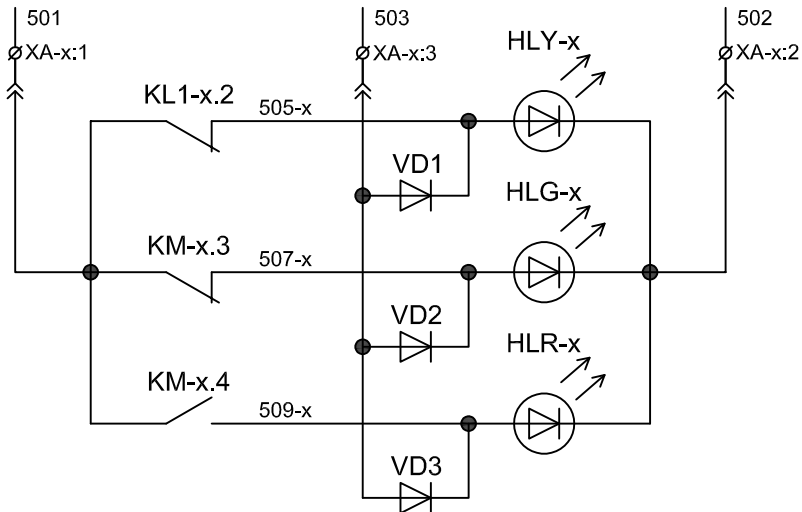 501
503
502
XA-x:1
XA-x:3
HLY-x
XA-x:2
KL1-x.2
505-x
VD1
HLG-x
KM-x.3
507-x
VD2
HLR-x
KM-x.4
509-x
VD3